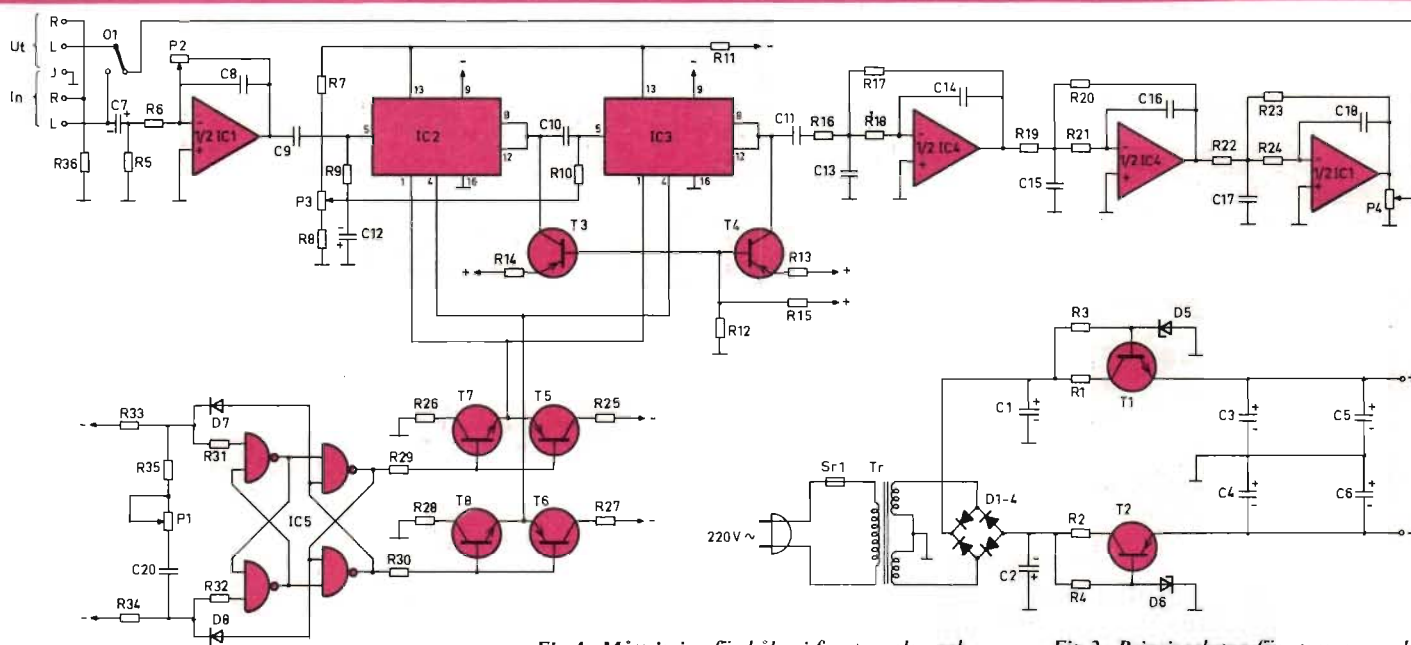 Ut
In
R
L
J
R
L
O1
P2
C8
C7
R6
R5
R36
1/2 IC1
C9
R7
13
9
-
R11
-
5
IC2
8
12
1
4
16
C10
R9
R10
P3
R8
C12
13
9
-
5
IC3
8
12
1
4
16
C11
R16
R17
R18
C14
C13
1/2 IC4
R19
R20
R21
C16
C15
1/2 IC4
R22
R23
R24
C18
C17
1/2 IC1
P4
T3
T4
R14
+
R13
+
R15
+
R12
R33
-
D7
R31
R35
P1
C20
IC5
R34
-
R32
D8
R29
R30
R26
T7
T5
R25
-
R28
T8
T6
R27
-
220V~
Sr1
Tr
D1-4
C1
C2
R3
D5
R1
T1
C3
C5
C4
C6
R2
T2
R4
D6